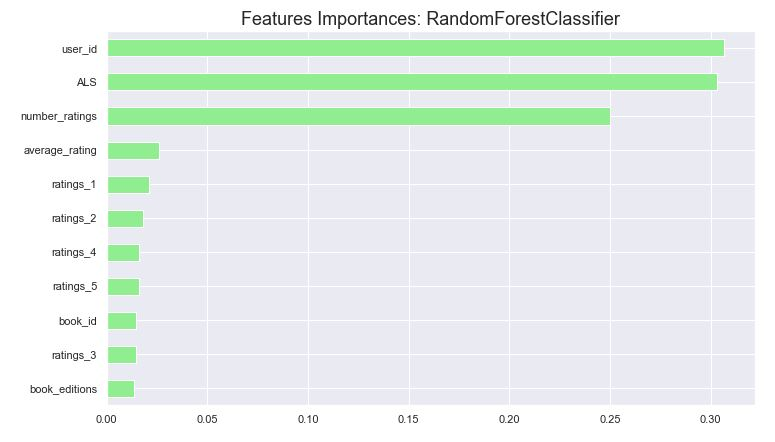 Features Importances: RandomForestClassifier
user_id
ALS
number_ratings
average_rating
ratings_1
ratings_2
ratings_4
ratings_5
book_id
ratings_3
book_editions
0.00 0.05 0.10 0.15 0.20 0.25 0.30